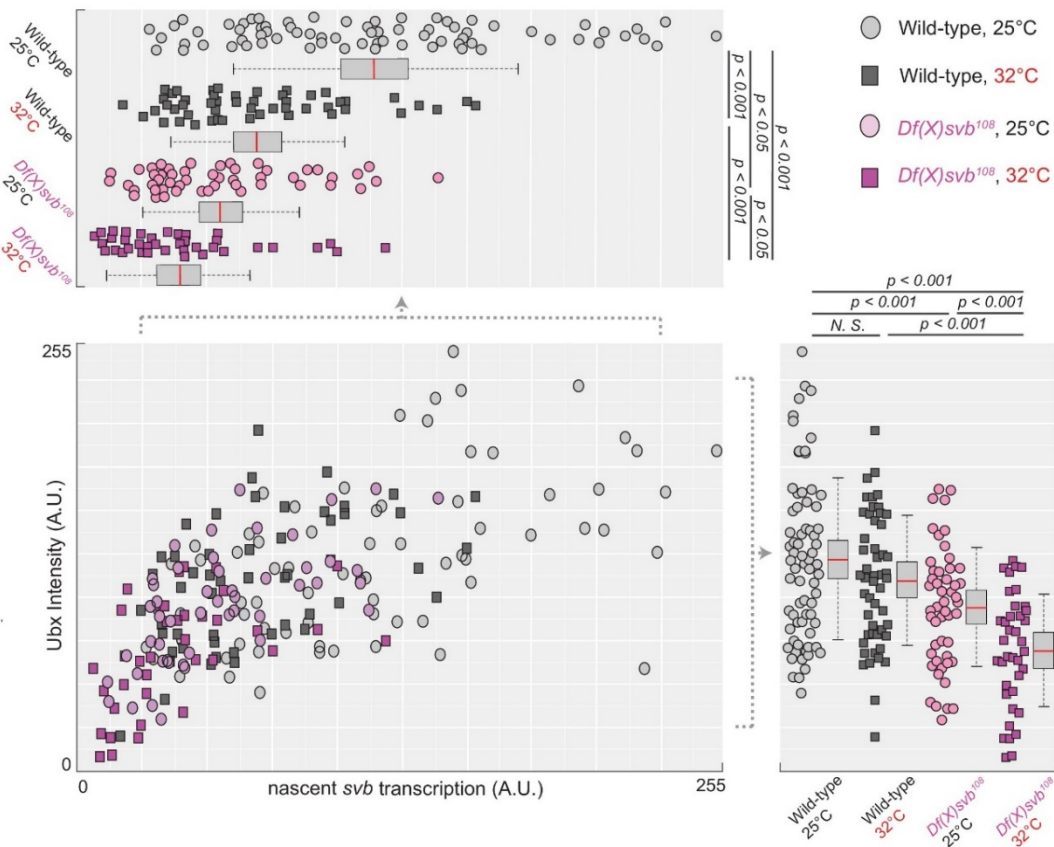 Wild-type
25°C
Wild-type
32°C
Df(X)svb108
25°C
Df(X)svb108
32°C
p < 0.001
p < 0.05
p < 0.001
p < 0.001
p < 0.05
Wild-type, 25°C
Wild-type, 32°C
Df(X)svb108, 25°C
Df(X)svb108, 32°C
p < 0.001
p < 0.001 p < 0.001
N. S. p < 0.001
255
Ubx Intensity (A.U.)
0
nascent svb transcription (A.U.) 255
Wild-type
25°C
Wild-type
32°C
Df(X)svb108
25°C
Df(X)svb108
32°C